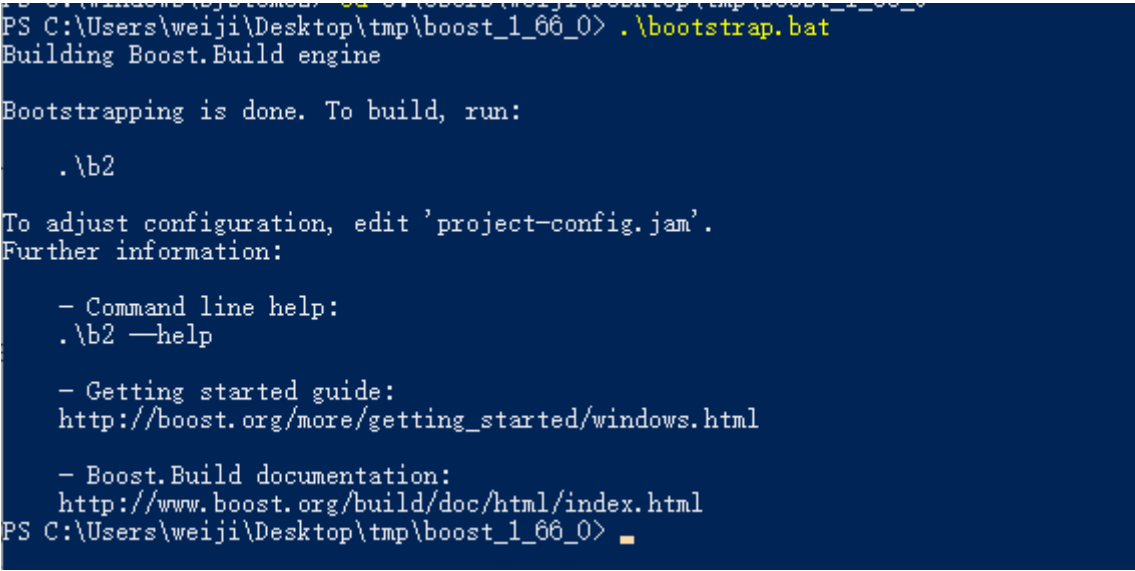 PS C:\Users\weiji\Desktop\tmp\boost_1_66_0> .\bootstrap.bat
Building Boost.Build engine
Bootstrapping is done. To build, run:
.\b2
To adjust configuration, edit 'project-config.jam'.
Further information:
- Command line help:
.\b2 --help
- Getting started guide:
http://boost.org/more/getting_started/windows.html
- Boost.Build documentation:
http://www.boost.org/build/doc/html/index.html
PS C:\Users\weiji\Desktop\tmp\boost_1_66_0>